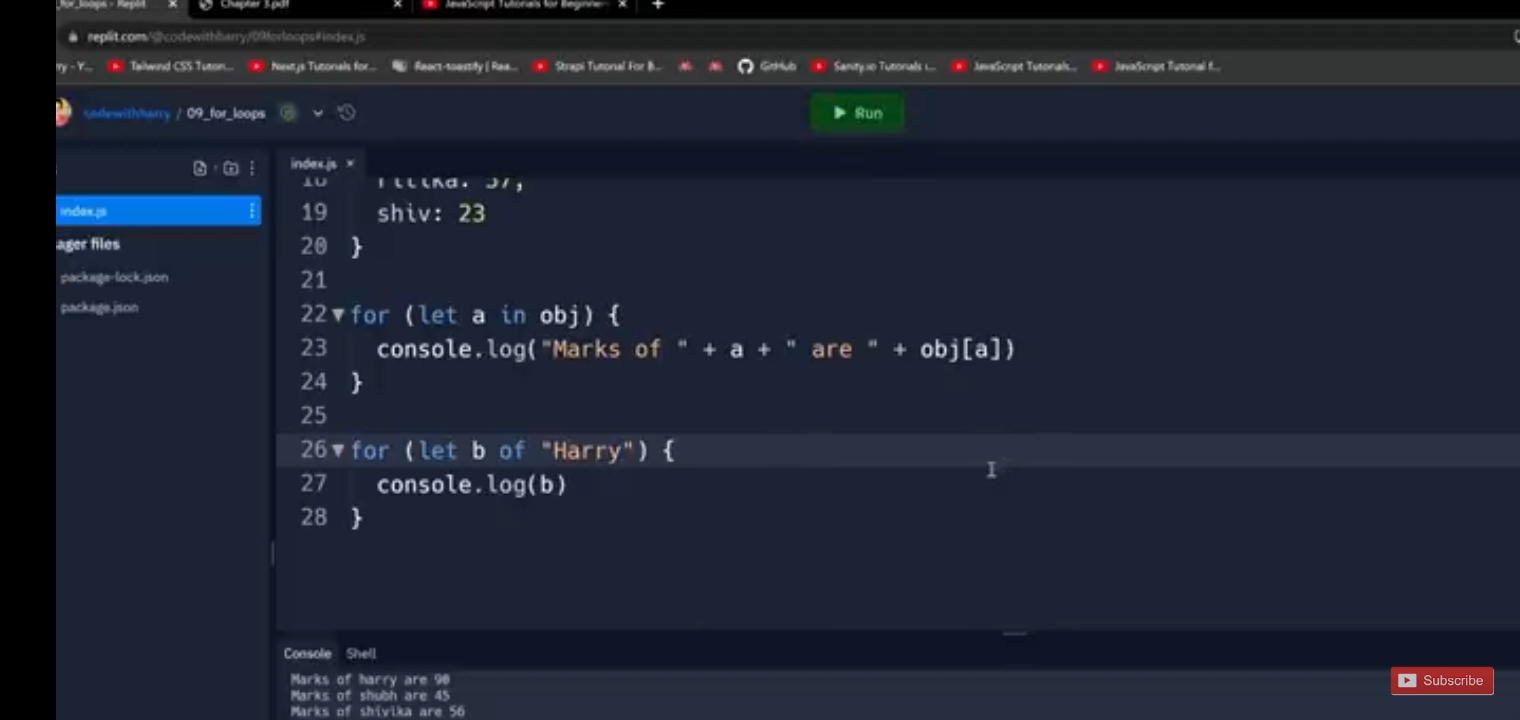 _for_loops - Replit
Chapter 3.pdf
JavaScript Tutorials for Beginne
replit.com/@codewithharry/09forloops#index.js
ry - Y...
Tailwind CSS Tutori...
Next.js Tutorials for...
React-toastify | Rea...
Strapi Tutorial For B...
GitHub
Sanity.io Tutorials i...
JavaScript Tutorials...
JavaScript Tutorial f...
codewithharry / 09_for_loops
Run
index.js
index.js
ager files
package-lock.json
package.json
19 shiv: 23
20 }
21
22 for (let a in obj) {
23 console.log("Marks of " + a + " are " + obj[a])
24 }
25
26 for (let b of "Harry") {
27 console.log(b)
28 }
Console Shell
Marks of harry are 90
Marks of shubh are 45
Marks of shivika are 56
Subscribe